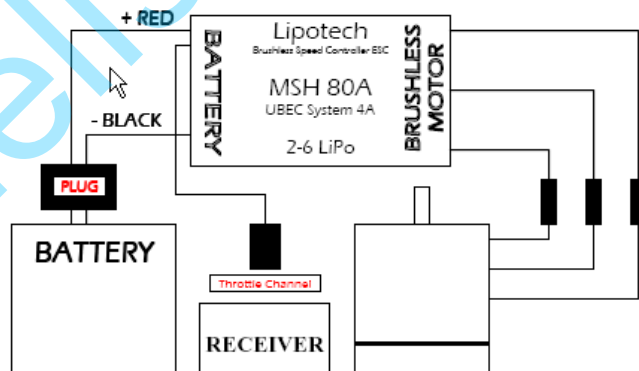 + RED
Lipotech
Brushless Speed Controller ESC
BATTERY
BRUSHLESS
MOTOR
MSH 80A
UBEC System 4A
- BLACK
2-6 LiPo
PLUG
BATTERY
Throttle Channel
RECEIVER